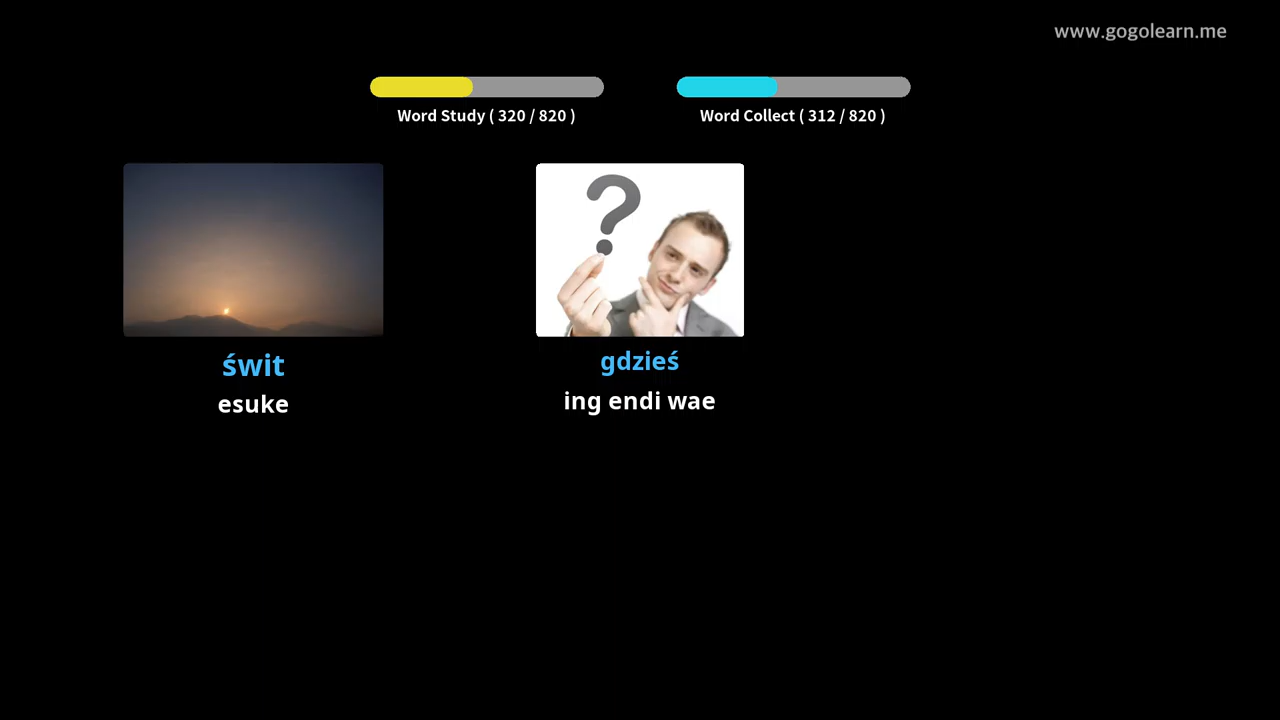 www.gogolearn.me
Word Study ( 320 / 820 )
Word Collect ( 312 / 820 )
świt
esuke
gdzieś
ing endi wae